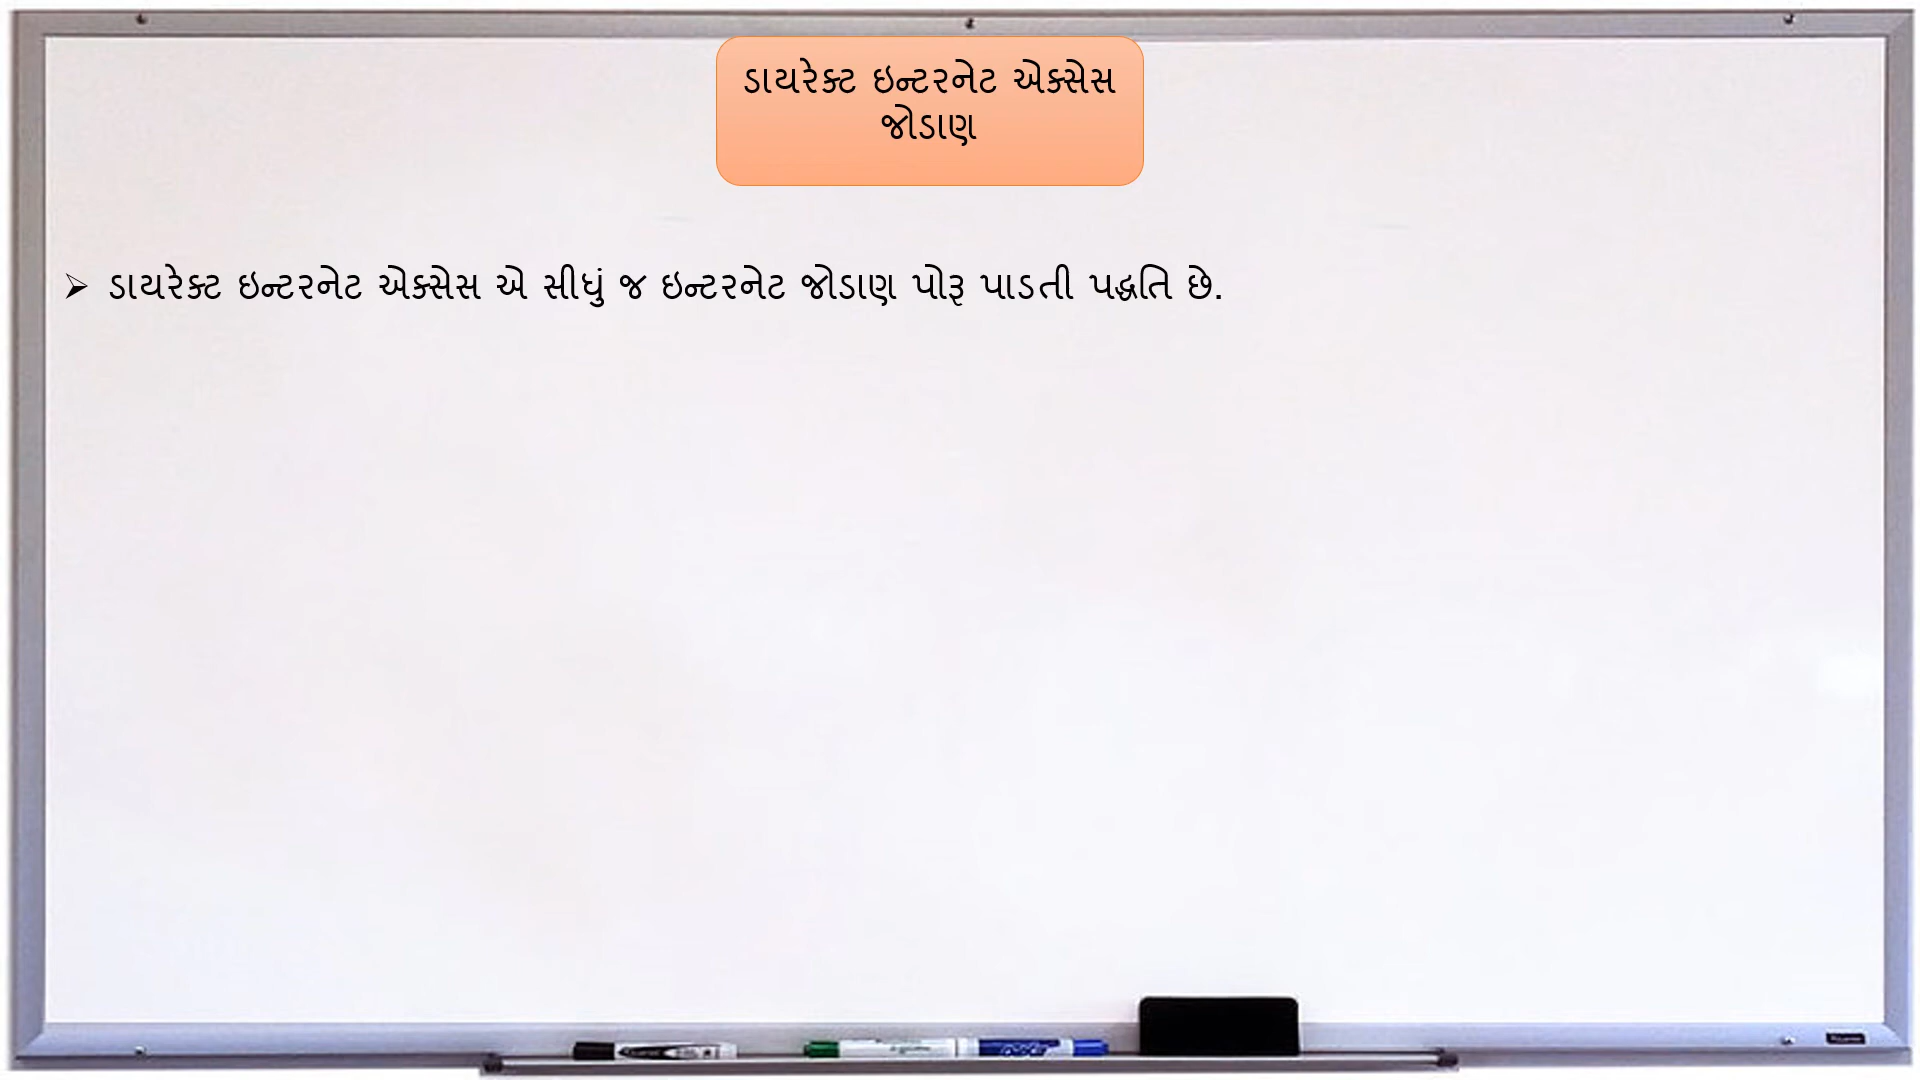 ડાયરેક્ટ ઇન્ટરનેટ એક્સેસ
જોડાણ
➢ ડાયરેક્ટ ઇન્ટરનેટ એક્સેસ એ સીધું જ ઇન્ટરનેટ જોડાણ પોરૂ પાડતી પદ્ધતિ છે.